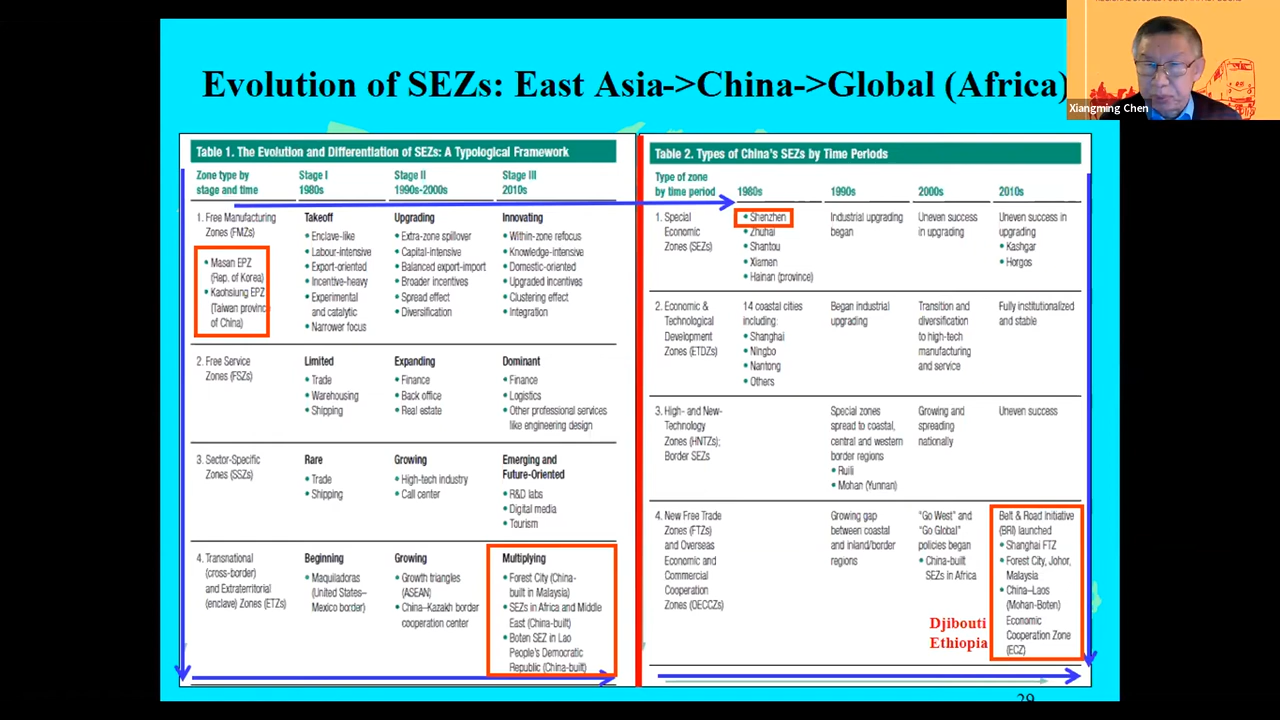 Evolution of SEZs: East Asia->China->Global (Africa)
Xiangming Chen
Table 1. The Evolution and Differentiation of SEZs: A Typological Framework
Zone type by
stage and time
Stage I
1980s
Stage II
1990s-2000s
Stage III
2010s
1. Free Manufacturing
Zones (FMZs)
• Masan EPZ
(Rep. of Korea)
• Kaohsiung EPZ
(Taiwan provinc
of China)
Takeoff
• Enclave-like
• Labour-intensive
• Export-oriented
• Incentive-heavy
• Experimental
and catalytic
• Narrower focus
Upgrading
• Extra-zone spillover
• Capital-intensive
• Balanced export-import
• Broader incentives
• Spread effect
• Diversification
Innovating
• Within-zone refocus
• Knowledge-intensive
• Domestic-oriented
• Upgraded incentives
• Clustering effect
• Integration
2. Free Service
Zones (FSZs)
Limited
• Trade
• Warehousing
• Shipping
Expanding
• Finance
• Back office
• Real estate
Dominant
• Finance
• Logistics
• Other professional services
like engineering design
3. Sector-Specific
Zones (SSZs)
Rare
• Trade
• Shipping
Growing
• High-tech industry
• Call center
Emerging and
Future-Oriented
• R&D labs
• Digital media
• Tourism
4. Transnational
(cross-border)
and Extraterritorial
(enclave) Zones (ETZs)
Beginning
• Maquiladoras
(United States–
Mexico border)
Growing
• Growth triangles
(ASEAN)
• China–Kazakh border
cooperation center
Multiplying
• Forest City (China-
built in Malaysia)
• SEZs in Africa and Middle
East (China-built)
• Boten SEZ in Lao
People's Democratic
Republic (China-built)
Table 2. Types of China's SEZs by Time Periods
Type of zone
by time period
1980s
1990s
2000s
2010s
1. Special
Economic
Zones (SEZs)
• Shenzhen
• Zhuhai
• Shantou
• Xiamen
• Hainan (province)
Industrial upgrading
began
Uneven success
in upgrading
Uneven success in
upgrading
• Kashgar
• Horgos
2. Economic &
Technological
Development
Zones (ETDZs)
14 coastal cities
including:
• Shanghai
• Ningbo
• Nantong
• Others
Began industrial
upgrading
Transition and
diversification
to high-tech
manufacturing
and service
Fully institutionalized
and stable
3. High- and New-
Technology
Zones (HNTZs);
Border SEZs
Special zones
spread to coastal,
central and western
border regions
• Ruili
• Mohan (Yunnan)
Growing and
spreading
nationally
Uneven success
4. New Free Trade
Zones (FTZs)
and Overseas
Economic and
Commercial
Cooperation
Zones (OECCZs)
Growing gap
between coastal
and inland/border
regions
"Go West" and
"Go Global"
policies began
• China-built
SEZs in Africa
Djibouti
Ethiopia
Belt & Road Initiative
(BRI) launched
• Shanghai FTZ
• Forest City, Johor,
Malaysia
• China–Laos
(Mohan-Boten)
Economic
Cooperation Zone
(ECZ)
29